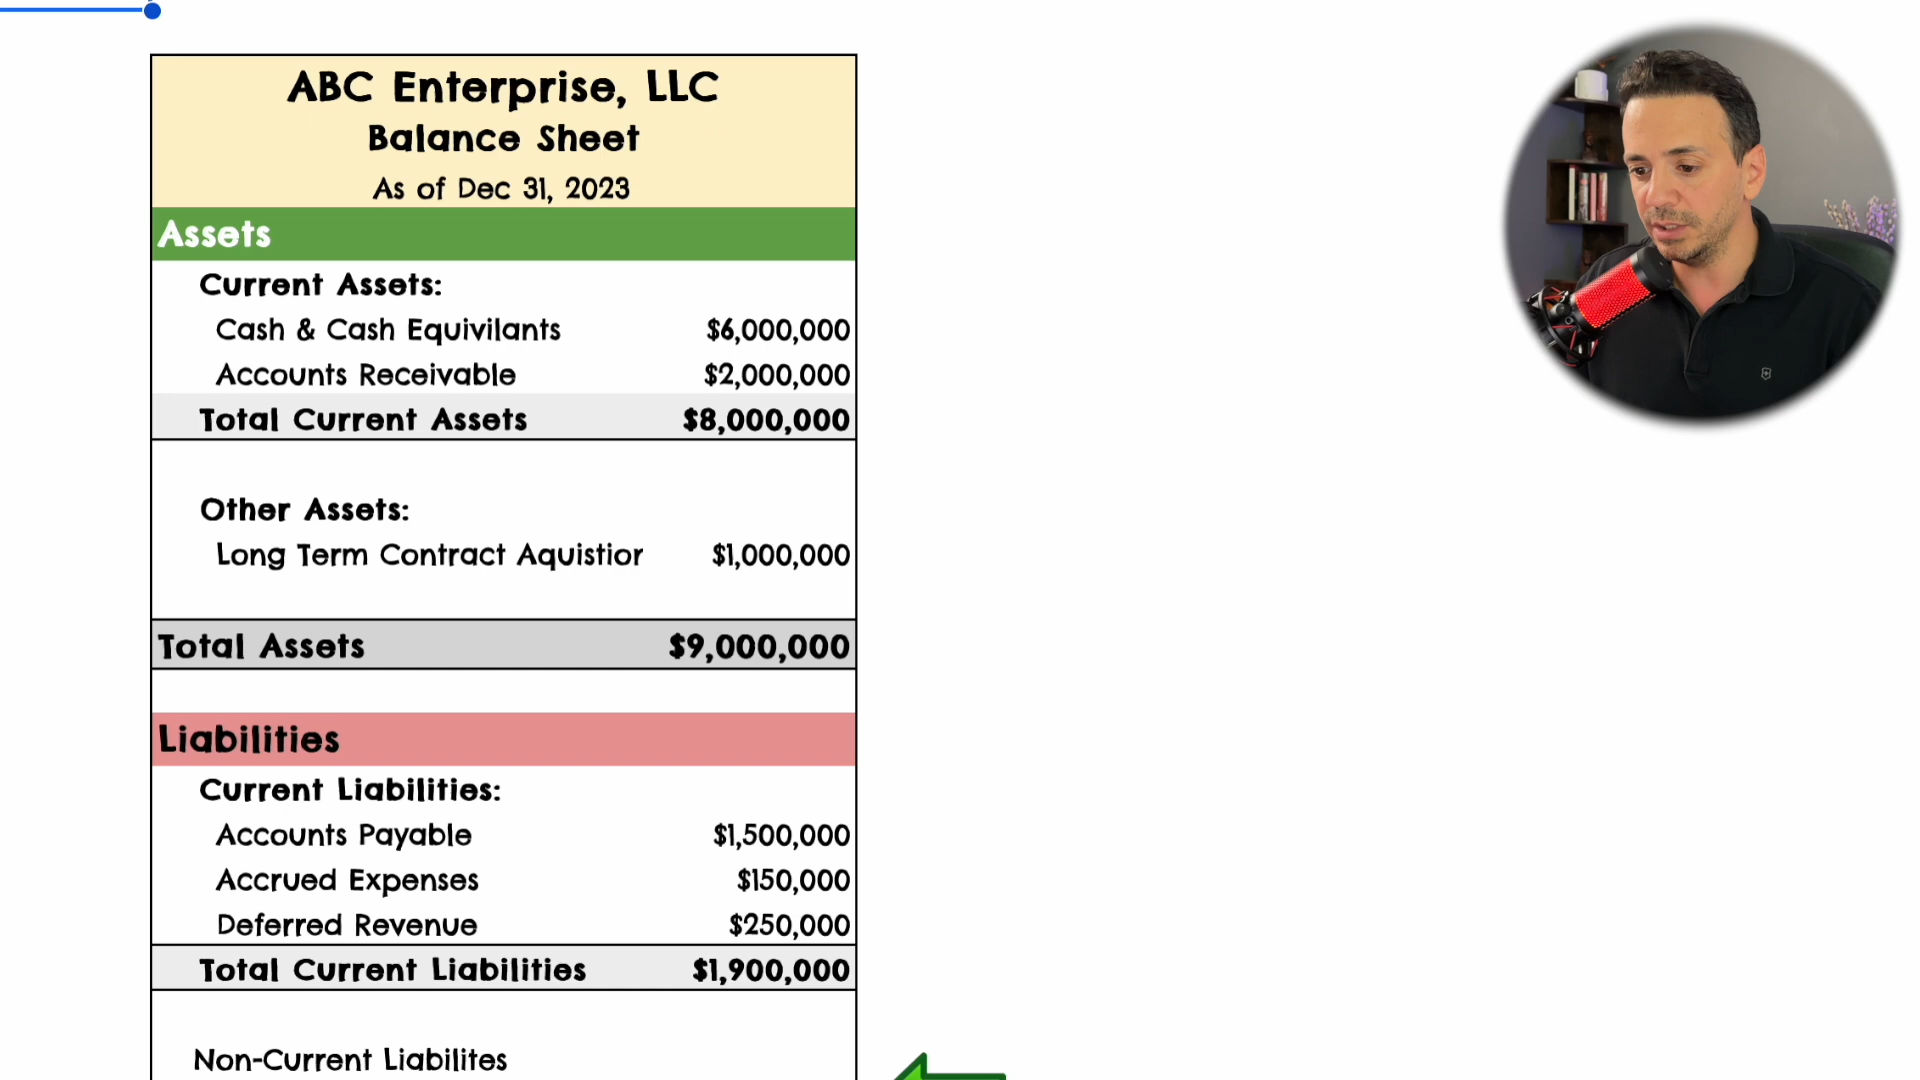 ABC Enterprise, LLC
Balance Sheet
As of Dec 31, 2023
Assets
Current Assets:
Cash & Cash Equivilants $6,000,000
Accounts Receivable $2,000,000
Total Current Assets $8,000,000
Other Assets:
Long Term Contract Aquistior $1,000,000
Total Assets $9,000,000
Liabilities
Current Liabilities:
Accounts Payable $1,500,000
Accrued Expenses $150,000
Deferred Revenue $250,000
Total Current Liabilities $1,900,000
Non-Current Liabilites